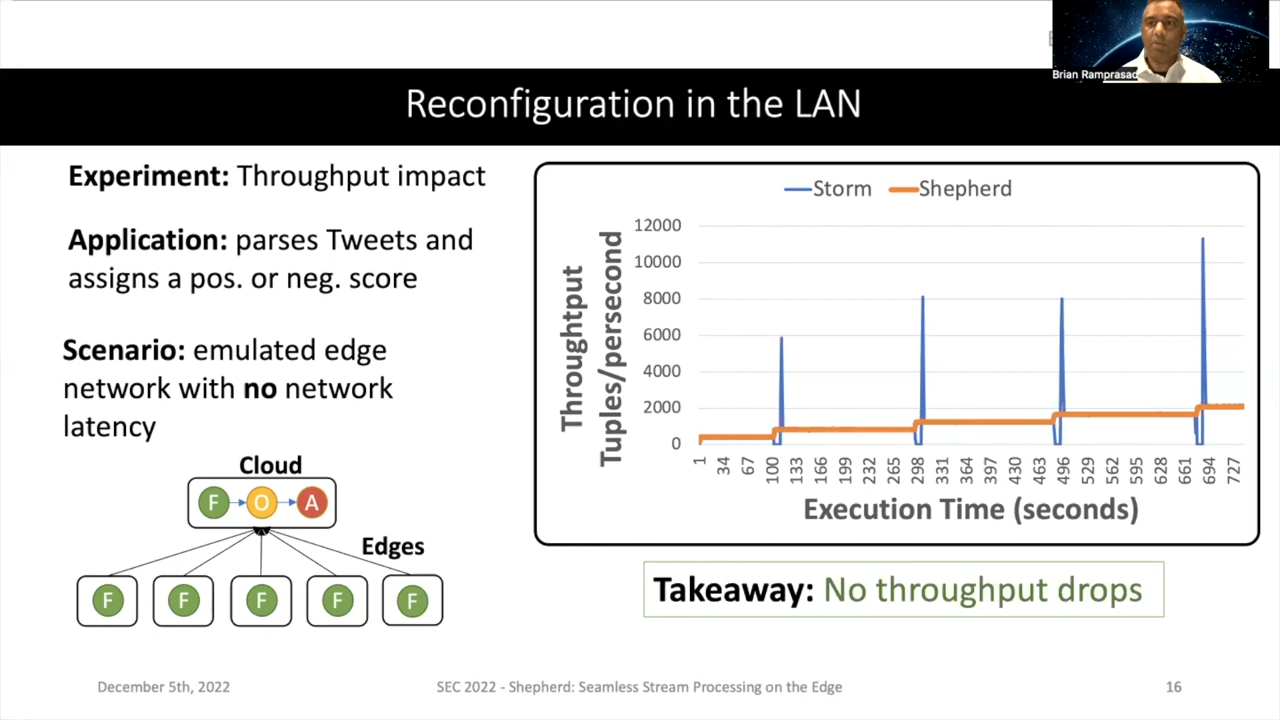 Brian Ramprasad
Reconfiguration in the LAN
Experiment: Throughput impact
Application: parses Tweets and
assigns a pos. or neg. score
Scenario: emulated edge
network with no network
latency
Cloud
F O A
Edges
F F F F F
Storm Shepherd
Throughtput
Tuples/persecond
12000
10000
8000
6000
4000
2000
0
1 34 67 100 133 166 199 232 265 298 331 364 397 430 463 496 529 562 595 628 661 694 727
Execution Time (seconds)
Takeaway: No throughput drops
December 5th, 2022
SEC 2022 - Shepherd: Seamless Stream Processing on the Edge
16